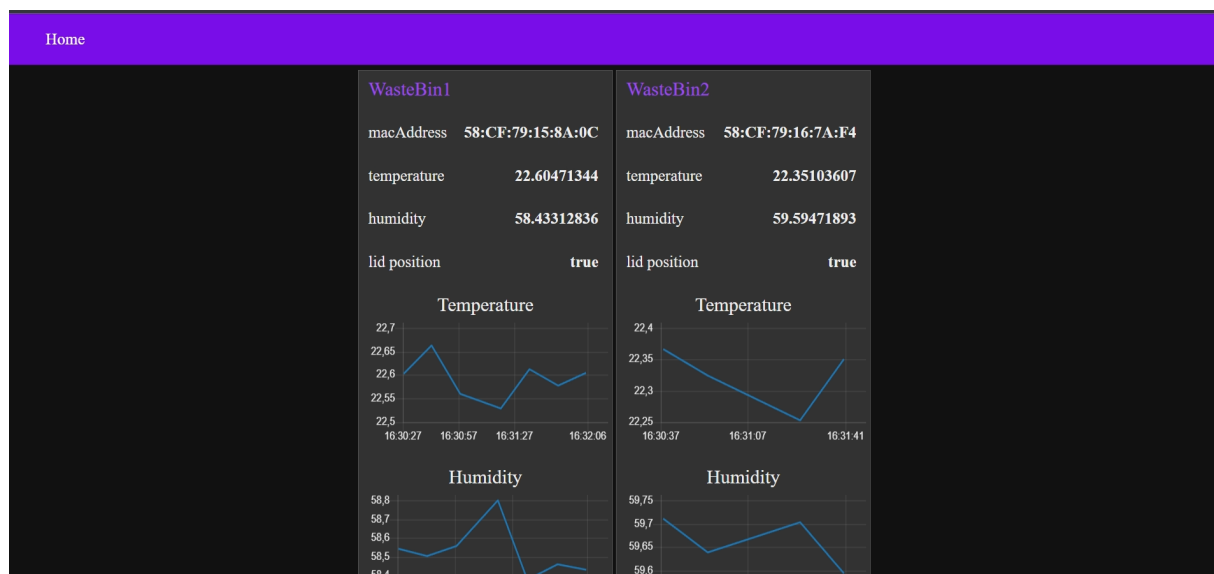 Home
WasteBin1
macAddress 58:CF:79:15:8A:0C
temperature 22.60471344
humidity 58.43312836
lid position true
Temperature
22,7
22,65
22,6
22,55
22,5
16:30:27 16:30:57 16:31:27 16:32:06
Humidity
58,8
58,7
58,6
58,5
58,4
WasteBin2
macAddress 58:CF:79:16:7A:F4
temperature 22.35103607
humidity 59.59471893
lid position true
Temperature
22,4
22,35
22,3
22,25
16:30:37 16:31:07 16:31:41
Humidity
59,75
59,7
59,65
59,6